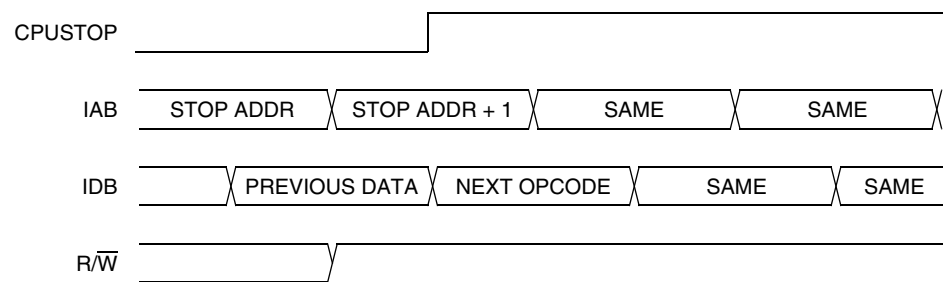 CPUSTOP
IAB STOP ADDR STOP ADDR + 1 SAME SAME
IDB PREVIOUS DATA NEXT OPCODE SAME SAME
R/W̅